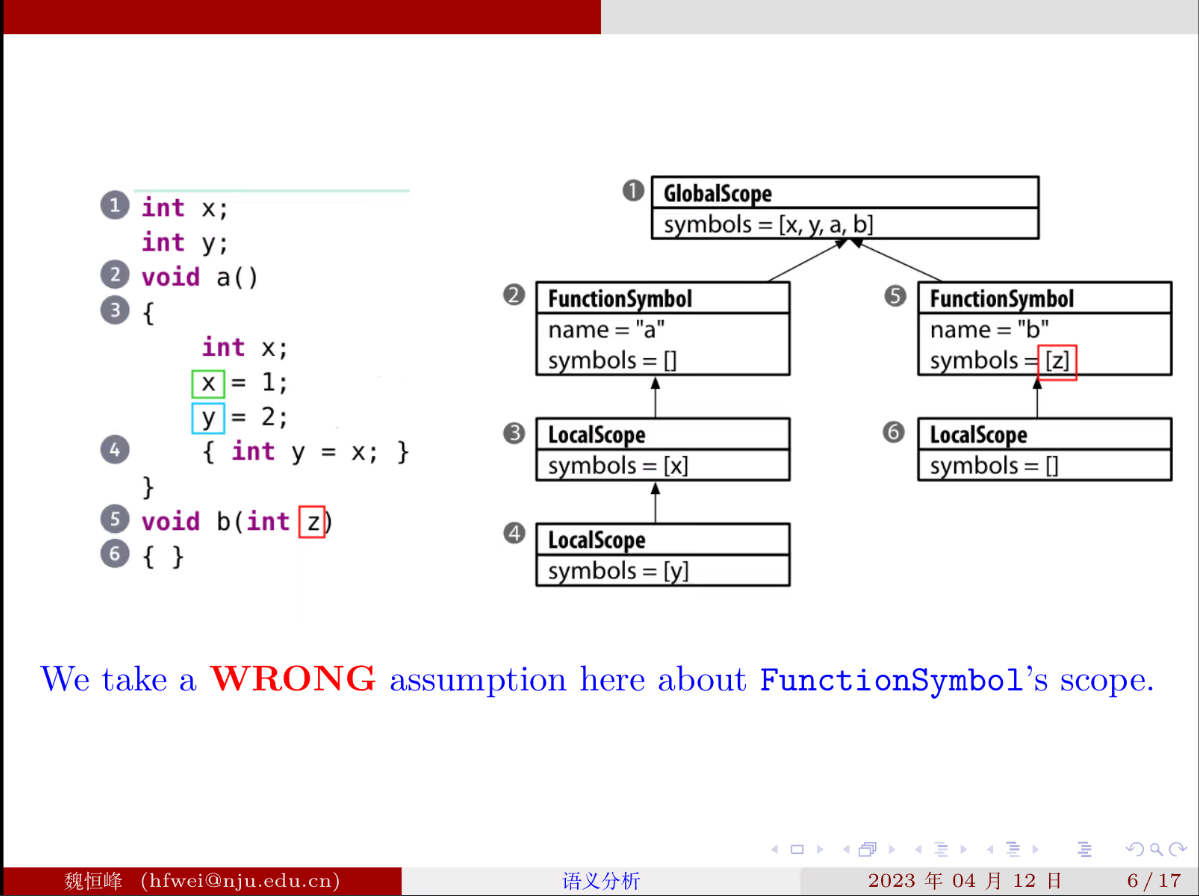 1 int x;
int y;
2 void a()
3 {
int x;
x = 1;
y = 2;
4 { int y = x; }
}
5 void b(int z)
6 { }
1 GlobalScope
symbols = [x, y, a, b]
2 FunctionSymbol
name = "a"
symbols = []
3 LocalScope
symbols = [x]
4 LocalScope
symbols = [y]
5 FunctionSymbol
name = "b"
symbols = [z]
6 LocalScope
symbols = []
We take a WRONG assumption here about FunctionSymbol's scope.
魏恒峰 (hfwei@nju.edu.cn) 语义分析 2023 年 04 月 12 日 6 / 17